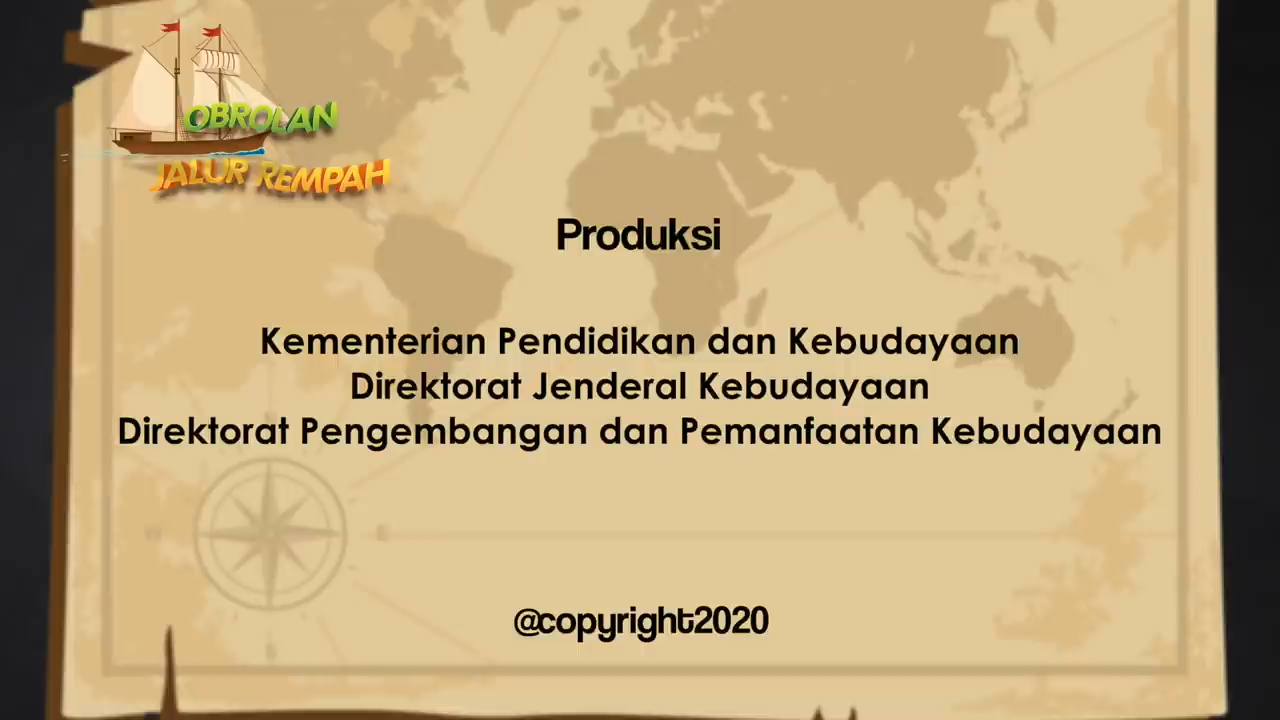 OBROLAN
JALUR REMPAH
Produksi
Kementerian Pendidikan dan Kebudayaan
Direktorat Jenderal Kebudayaan
Direktorat Pengembangan dan Pemanfaatan Kebudayaan
E
@copyright2020